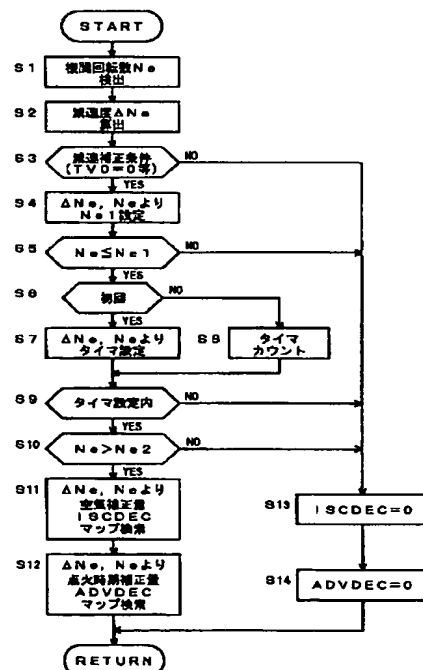 START
S1
機関回転数Ne
検出
S2
減速度ΔNe
算出
S3
減速補正条件
(TVO=0等)
NO
YES
S4
ΔNe, Neより
Ne1設定
S5
Ne≦Ne1
NO
YES
S6
初回
NO
YES
S7
ΔNe, Neより
タイマ設定
S8
タイマ
カウント
S9
タイマ設定内
NO
YES
S10
Ne>Ne2
NO
YES
S11
ΔNe, Neより
空気補正量
ISCDEC
マップ検索
S13
ISCDEC=0
S12
ΔNe, Neより
点火時期補正量
ADVDEC
マップ検索
S14
ADVDEC=0
RETURN